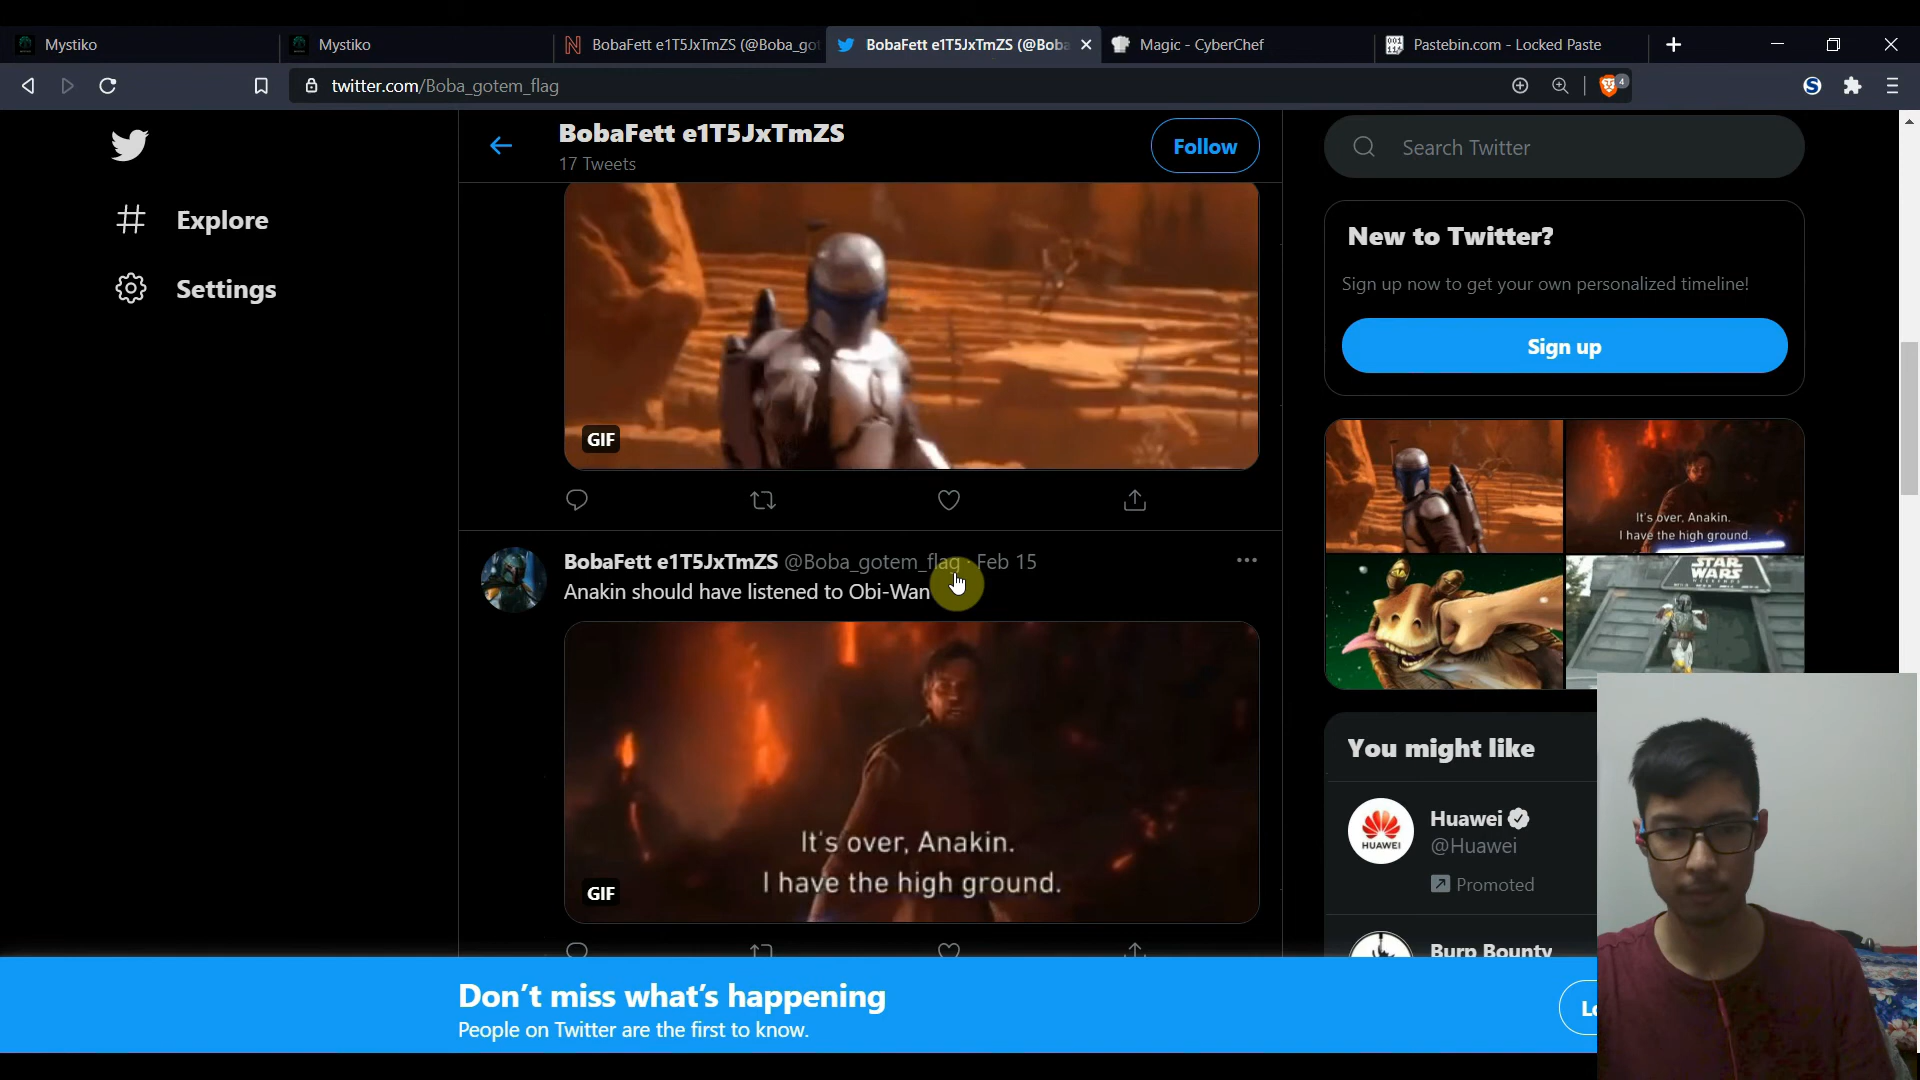 Mystiko
Mystiko
BobaFett e1T5JxTmZS (@Boba_got
BobaFett e1T5JxTmZS (@Boba
Magic - CyberChef
Pastebin.com - Locked Paste
twitter.com/Boba_gotem_flag
4
BobaFett e1T5JxTmZS
17 Tweets
Follow
Search Twitter
Explore
Settings
New to Twitter?
Sign up now to get your own personalized timeline!
Sign up
GIF
It's over, Anakin.
I have the high ground.
STAR
WARS
BobaFett e1T5JxTmZS @Boba_gotem_flag · Feb 15
Anakin should have listened to Obi-Wan
It's over, Anakin.
I have the high ground.
GIF
You might like
Huawei
@Huawei
HUAWEI
Promoted
Burp Bounty
Don't miss what's happening
People on Twitter are the first to know.